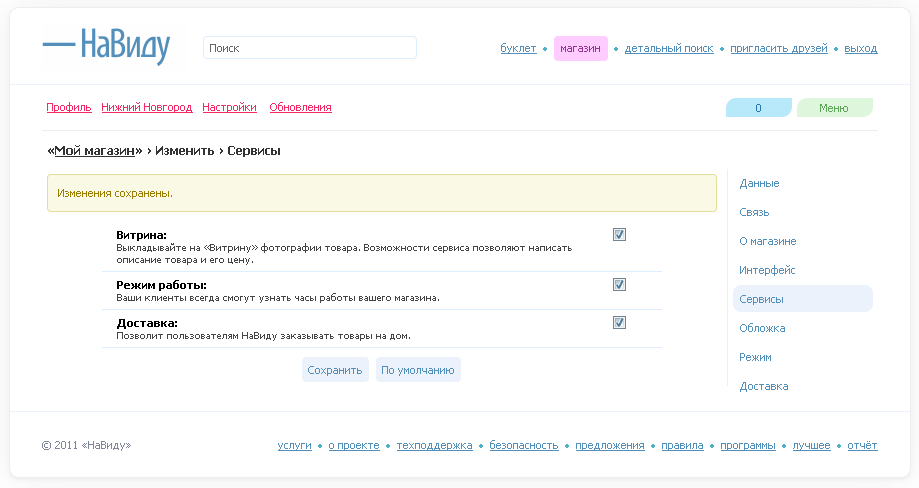 НаВиду
Поиск
буклет • магазин • детальный поиск • пригласить друзей • выход
Профиль Нижний Новгород Настройки Обновления
0 Меню
«Мой магазин» › Изменить › Сервисы
Изменения сохранены.
Витрина:
Выкладывайте на «Витрину» фотографии товара. Возможности сервиса позволяют написать
описание товара и его цену.
Режим работы:
Ваши клиенты всегда смогут узнать часы работы вашего магазина.
Доставка:
Позволит пользователям НаВиду заказывать товары на дом.
Сохранить По умолчанию
Данные
Связь
О магазине
Интерфейс
Сервисы
Обложка
Режим
Доставка
© 2011 «НаВиду»
услуги • о проекте • техподдержка • безопасность • предложения • правила • программы • лучшее • отчёт